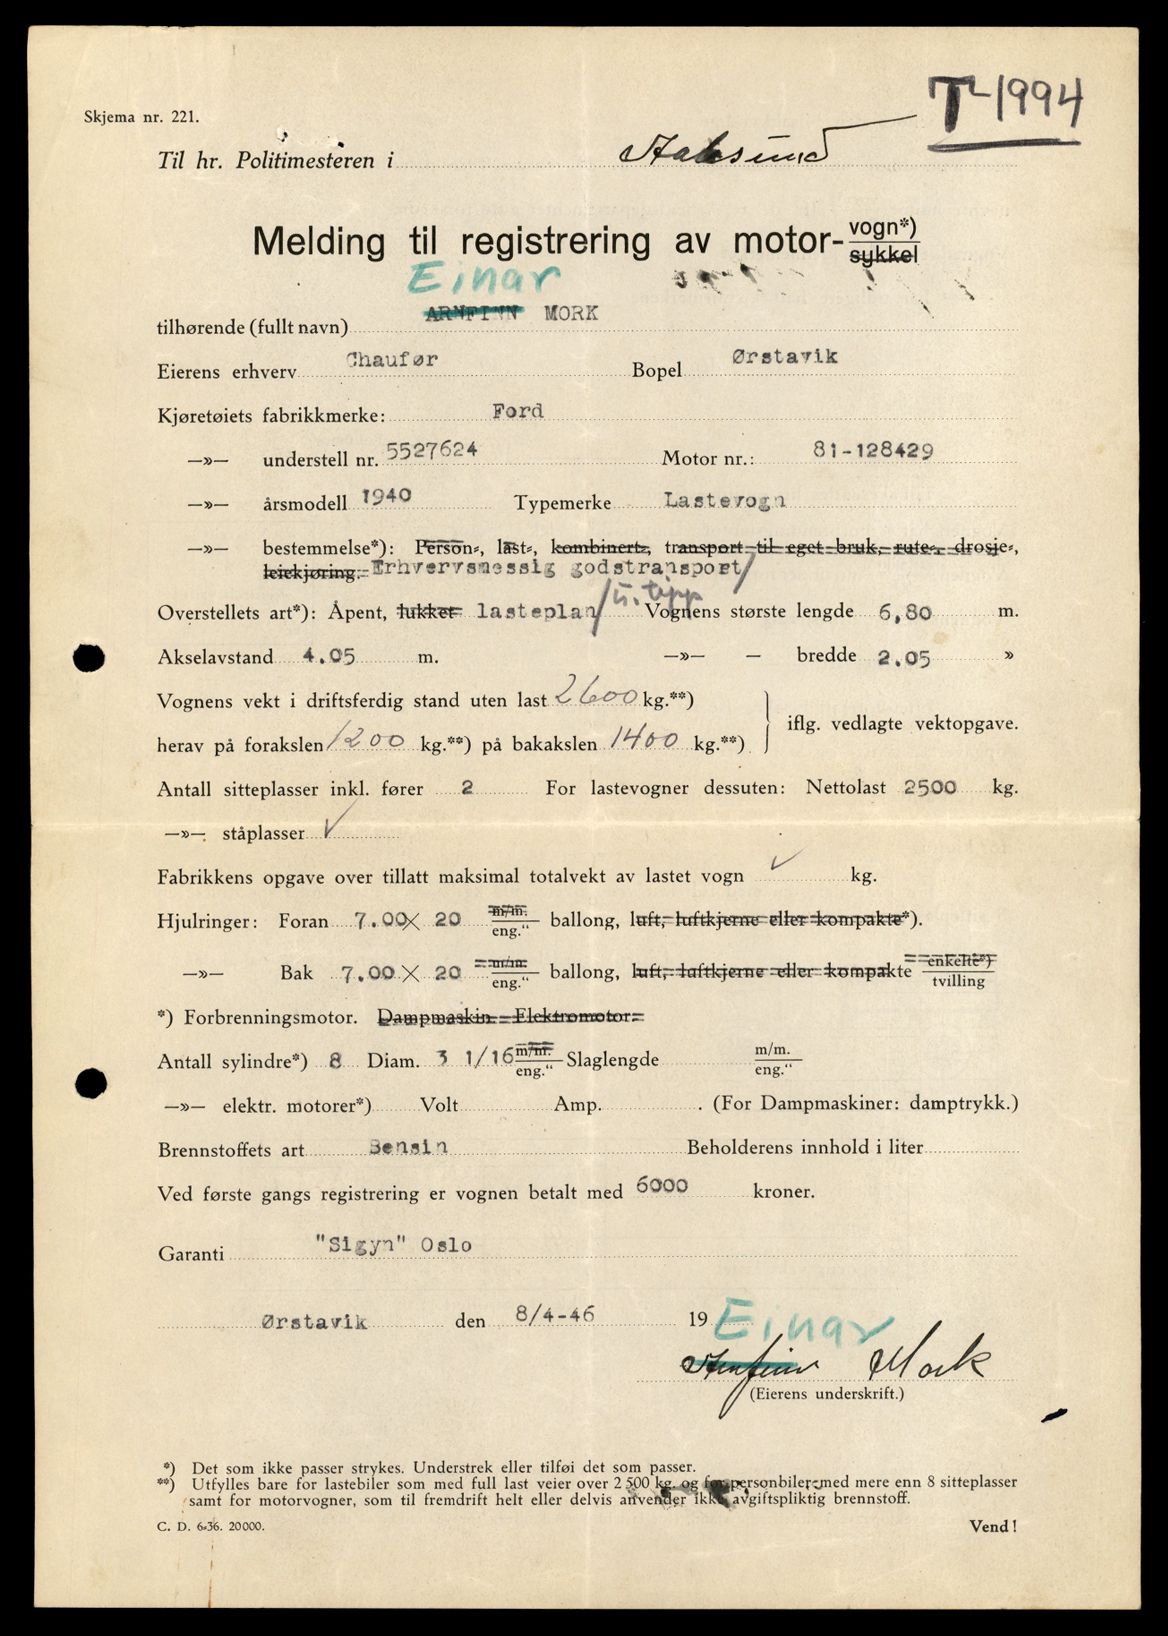 T-1994
Skjema nr. 221.
Til hr. Politimesteren i Aalesund
Melding til registrering av motor-vogn*)
sykkel
Einar
tilhørende (fullt navn) ARNFINN MORK
Eierens erhverv Chaufør Bopel Ørstavik
Kjøretøiets fabrikkmerke: Ford
—»— understell nr. 5527624 Motor nr.: 81-128429
—»— årsmodell 1940 Typemerke Lastevogn
—»— bestemmelse*): Person-, last-, kombinert-, transport til eget bruk, rute-, drosje-,
leiekjøring. Erhvervsmessig godstransport/
Overstellets art*): Åpent, lukket lasteplan/ m. tipp Vognens største lengde 6,80 m.
Akselavstand 4.05 m. —»— — bredde 2.05 »
Vognens vekt i driftsferdig stand uten last 2600 kg.**)
herav på forakslen 1200 kg.**) på bakakslen 1400 kg.**) iflg. vedlagte vektopgave.
Antall sitteplasser inkl. fører 2 For lastevogner dessuten: Nettolast 2500 kg.
—»— ståplasser
Fabrikkens opgave over tillatt maksimal totalvekt av lastet vogn kg.
Hjulringer: Foran 7.00 × 20 m/m. eng.“ ballong, luft, luftkjerne eller kompakte*).
—»— Bak 7.00 × 20 m/m. eng.“ ballong, luft, luftkjerne eller kompakte enkelte*) tvilling
*) Forbrenningsmotor. Dampmaskin. Elektromotor.
Antall sylindre*) 8 Diam. 3 1/16 m/m. eng.“ Slaglengde m/m. eng.“
—»— elektr. motorer*) Volt Amp. . (For Dampmaskiner: damptrykk.)
Brennstoffets art Bensin Beholderens innhold i liter
Ved første gangs registrering er vognen betalt med 6000 kroner.
Garanti "Sigyn" Oslo
Ørstavik den 8/4-46 19
Einar
Arnfinn Mork
(Eierens underskrift.)
*) Det som ikke passer strykes. Understrek eller tilføi det som passer.
**) Utfylles bare for lastebiler som med full last veier over 2 500 kg. og for personbiler med mere enn 8 sitteplasser
samt for motorvogner, som til fremdrift helt eller delvis anvender ikke avgiftspliktig brennstoff.
C. D. 6-36. 20000. Vend!